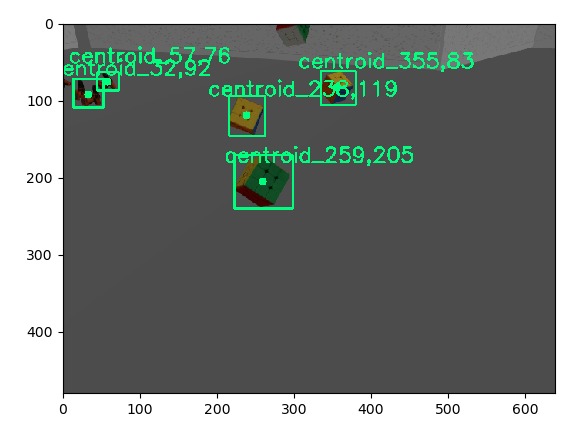 0
centroid_57,76
centroid_355,83
entroid_32,92
centroid_238,119
100
centroid_259,205
200
300
400
0 100 200 300 400 500 600